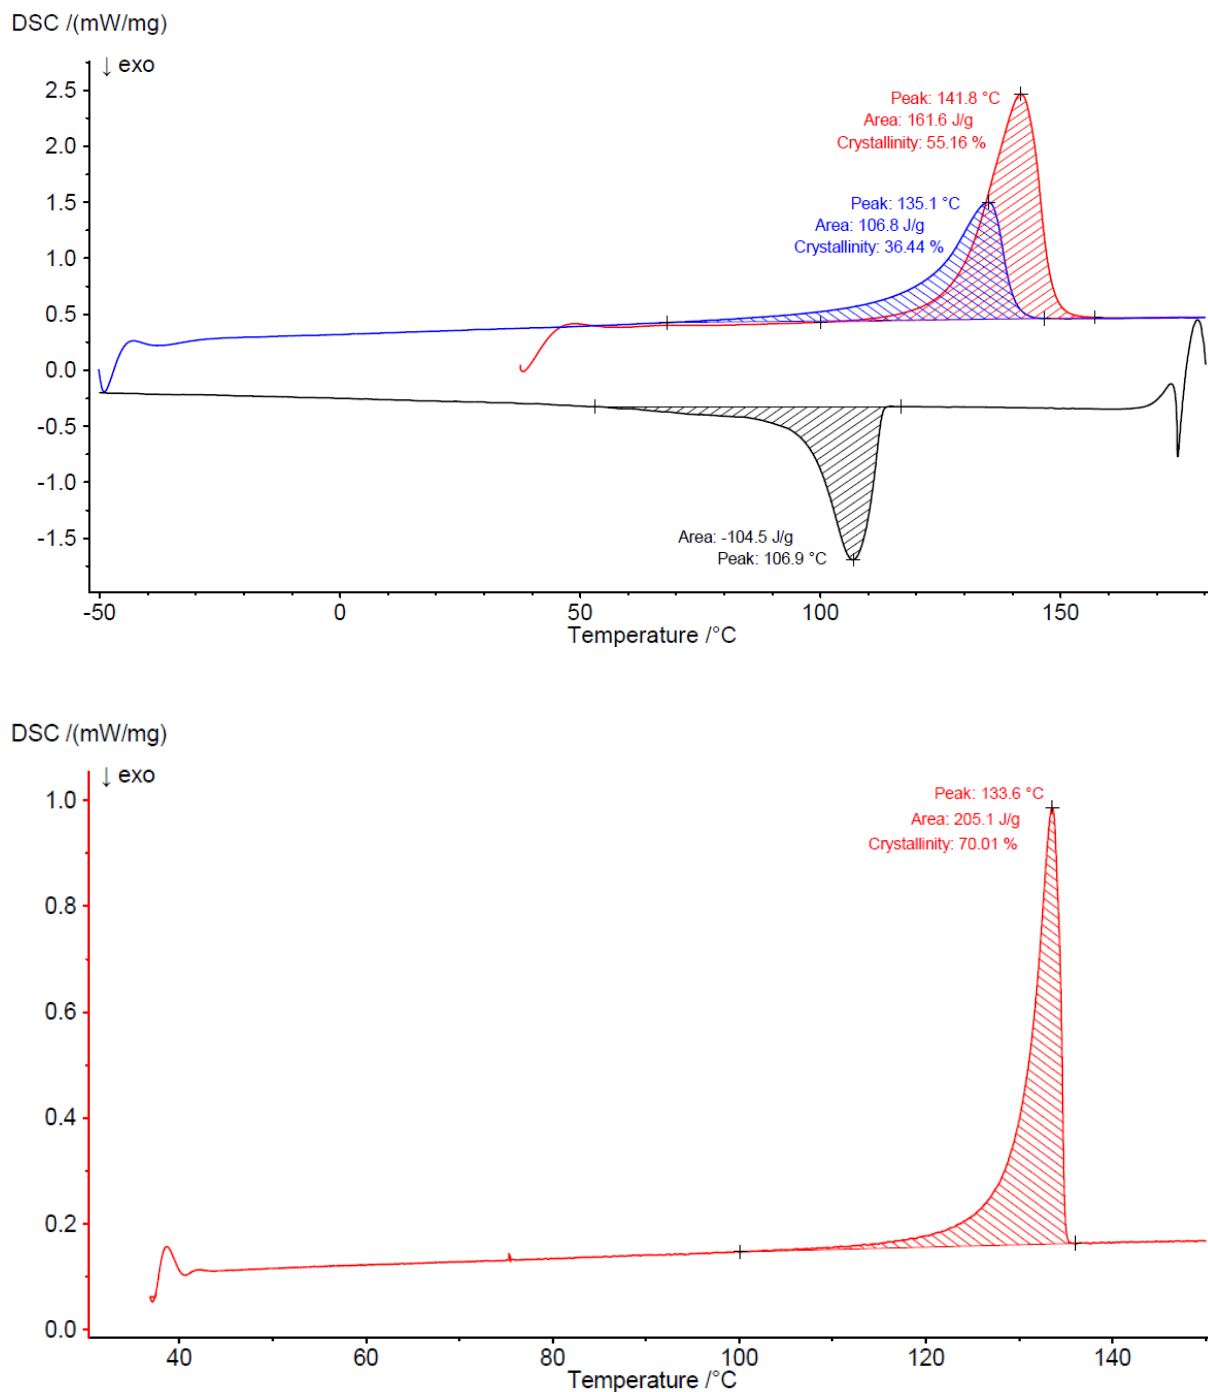 DSC /(mW/mg)
↓ exo
2.5
2.0
1.5
1.0
0.5
0.0
-0.5
-1.0
-1.5
Peak: 141.8 °C
Area: 161.6 J/g
Crystallinity: 55.16 %
Peak: 135.1 °C
Area: 106.8 J/g
Crystallinity: 36.44 %
Area: -104.5 J/g
Peak: 106.9 °C
-50 0 50 100 150
Temperature /°C
DSC /(mW/mg)
↓ exo
1.0
0.8
0.6
0.4
0.2
0.0
Peak: 133.6 °C
Area: 205.1 J/g
Crystallinity: 70.01 %
40 60 80 100 120 140
Temperature /°C